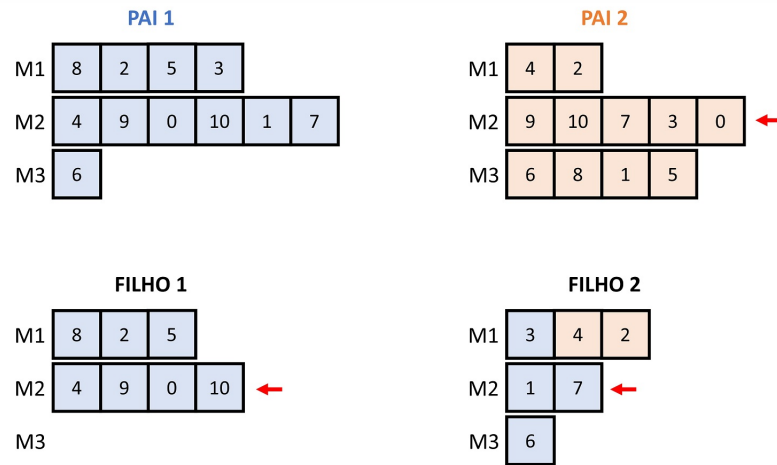 PAI 1
M1 8 2 5 3
M2 4 9 0 10 1 7
M3 6
PAI 2
M1 4 2
M2 9 10 7 3 0
M3 6 8 1 5
FILHO 1
M1 8 2 5
M2 4 9 0 10
M3
FILHO 2
M1 3 4 2
M2 1 7
M3 6